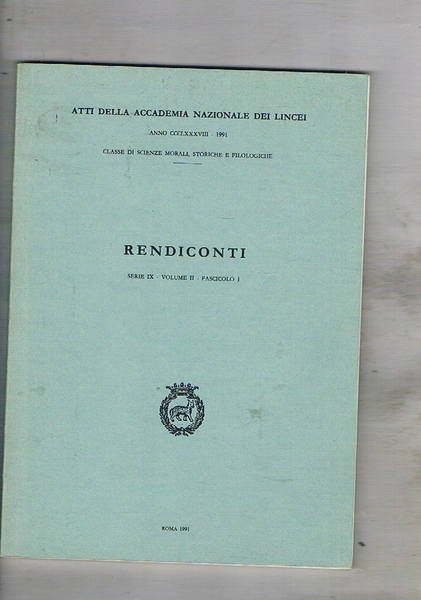 ATTI DELLA ACCADEMIA NAZIONALE DEI LINCEI
ANNO CCCLXXXVIII - 1991
CLASSE DI SCIENZE MORALI, STORICHE E FILOLOGICHE
RENDICONTI
SERIE IX - VOLUME II - FASCICOLO 1
ROMA 1991